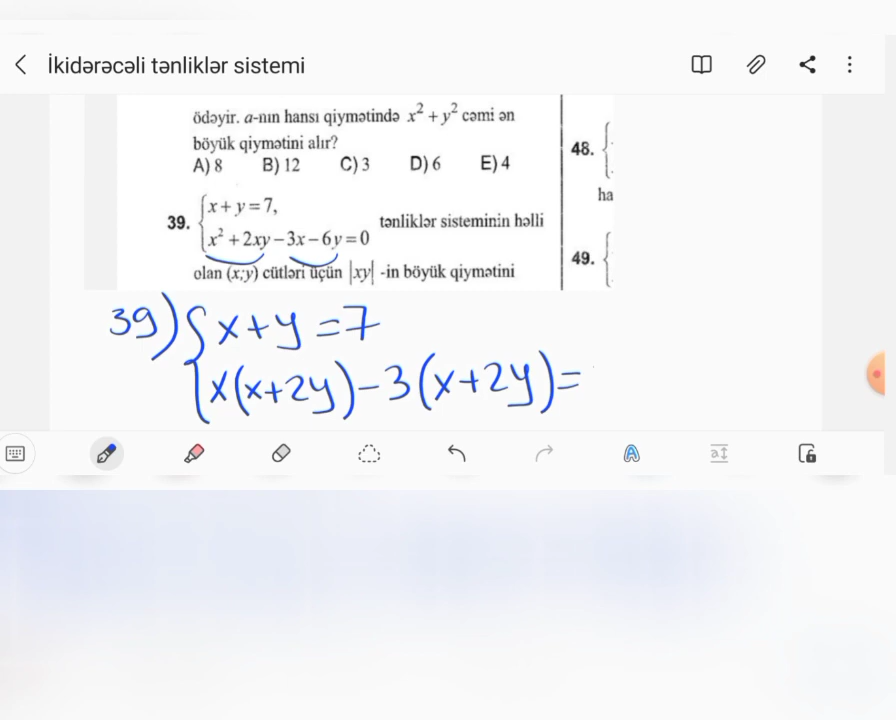 İkidərəcəli tənliklər sistemi
ödəyir. a-nın hansı qiymətində x² + y² cəmi ən
böyük qiymətini alır?
A) 8 B) 12 C) 3 D) 6 E) 4
39. {x + y = 7,
x² + 2xy − 3x − 6y = 0 tənliklər sisteminin həlli
olan (x;y) cütləri üçün |xy| -in böyük qiymətini
48. {
ha
49. {
39) { x + y = 7
x(x+2y) − 3(x+2y) =